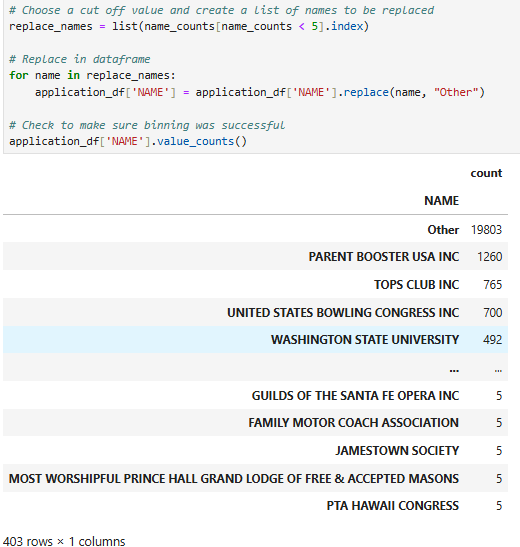 # Choose a cut off value and create a list of names to be replaced
replace_names = list(name_counts[name_counts < 5].index)
# Replace in dataframe
for name in replace_names:
    application_df['NAME'] = application_df['NAME'].replace(name, "Other")
# Check to make sure binning was successful
application_df['NAME'].value_counts()
count
NAME
Other 19803
PARENT BOOSTER USA INC 1260
TOPS CLUB INC 765
UNITED STATES BOWLING CONGRESS INC 700
WASHINGTON STATE UNIVERSITY 492
... ...
GUILDS OF THE SANTA FE OPERA INC 5
FAMILY MOTOR COACH ASSOCIATION 5
JAMESTOWN SOCIETY 5
MOST WORSHIPFUL PRINCE HALL GRAND LODGE OF FREE & ACCEPTED MASONS 5
PTA HAWAII CONGRESS 5
403 rows × 1 columns